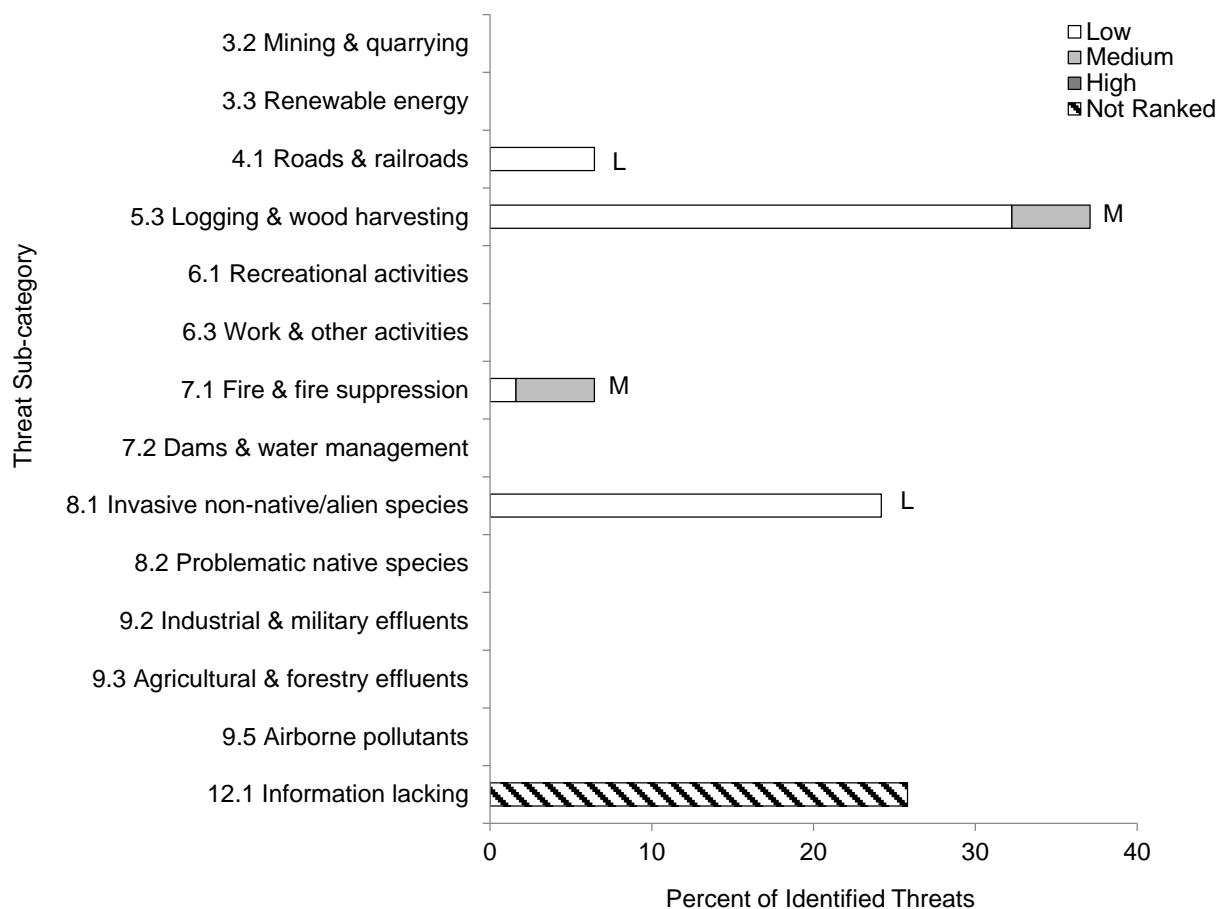 3.2 Mining & quarrying
3.3 Renewable energy
4.1 Roads & railroads
5.3 Logging & wood harvesting
6.1 Recreational activities
6.3 Work & other activities
7.1 Fire & fire suppression
7.2 Dams & water management
8.1 Invasive non-native/alien species
8.2 Problematic native species
9.2 Industrial & military effluents
9.3 Agricultural & forestry effluents
9.5 Airborne pollutants
12.1 Information lacking
Threat Sub-category
L
M
M
L
Low
Medium
High
Not Ranked
0 10 20 30 40
Percent of Identified Threats